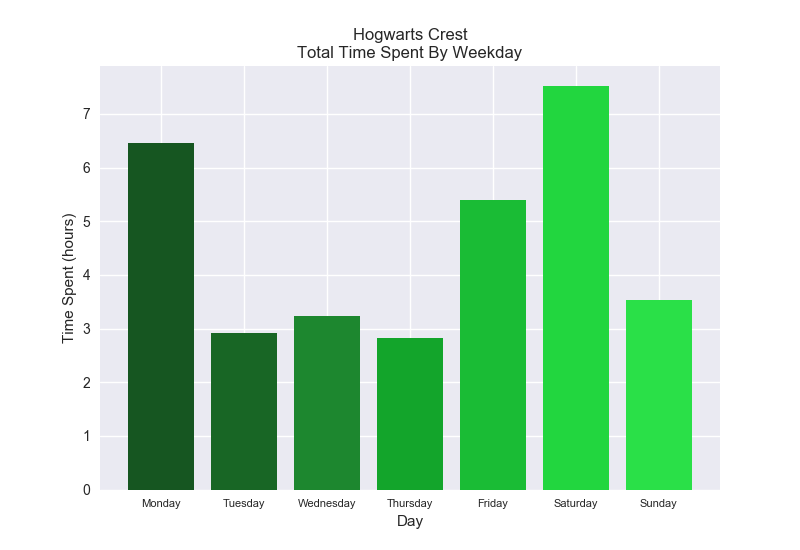 Hogwarts Crest
Total Time Spent By Weekday
Time Spent (hours)
7
6
5
4
3
2
1
0
Monday Tuesday Wednesday Thursday Friday Saturday Sunday
Day